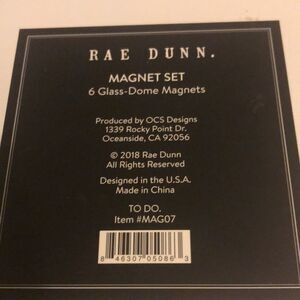 RAE DUNN.
MAGNET SET
6 Glass-Dome Magnets
Produced by OCS Designs
1339 Rocky Point Dr.
Oceanside, CA 92056
© 2018 Rae Dunn
All Rights Reserved
Designed in the U.S.A.
Made in China
TO DO.
Item #MAG07
8 46307 05086 3